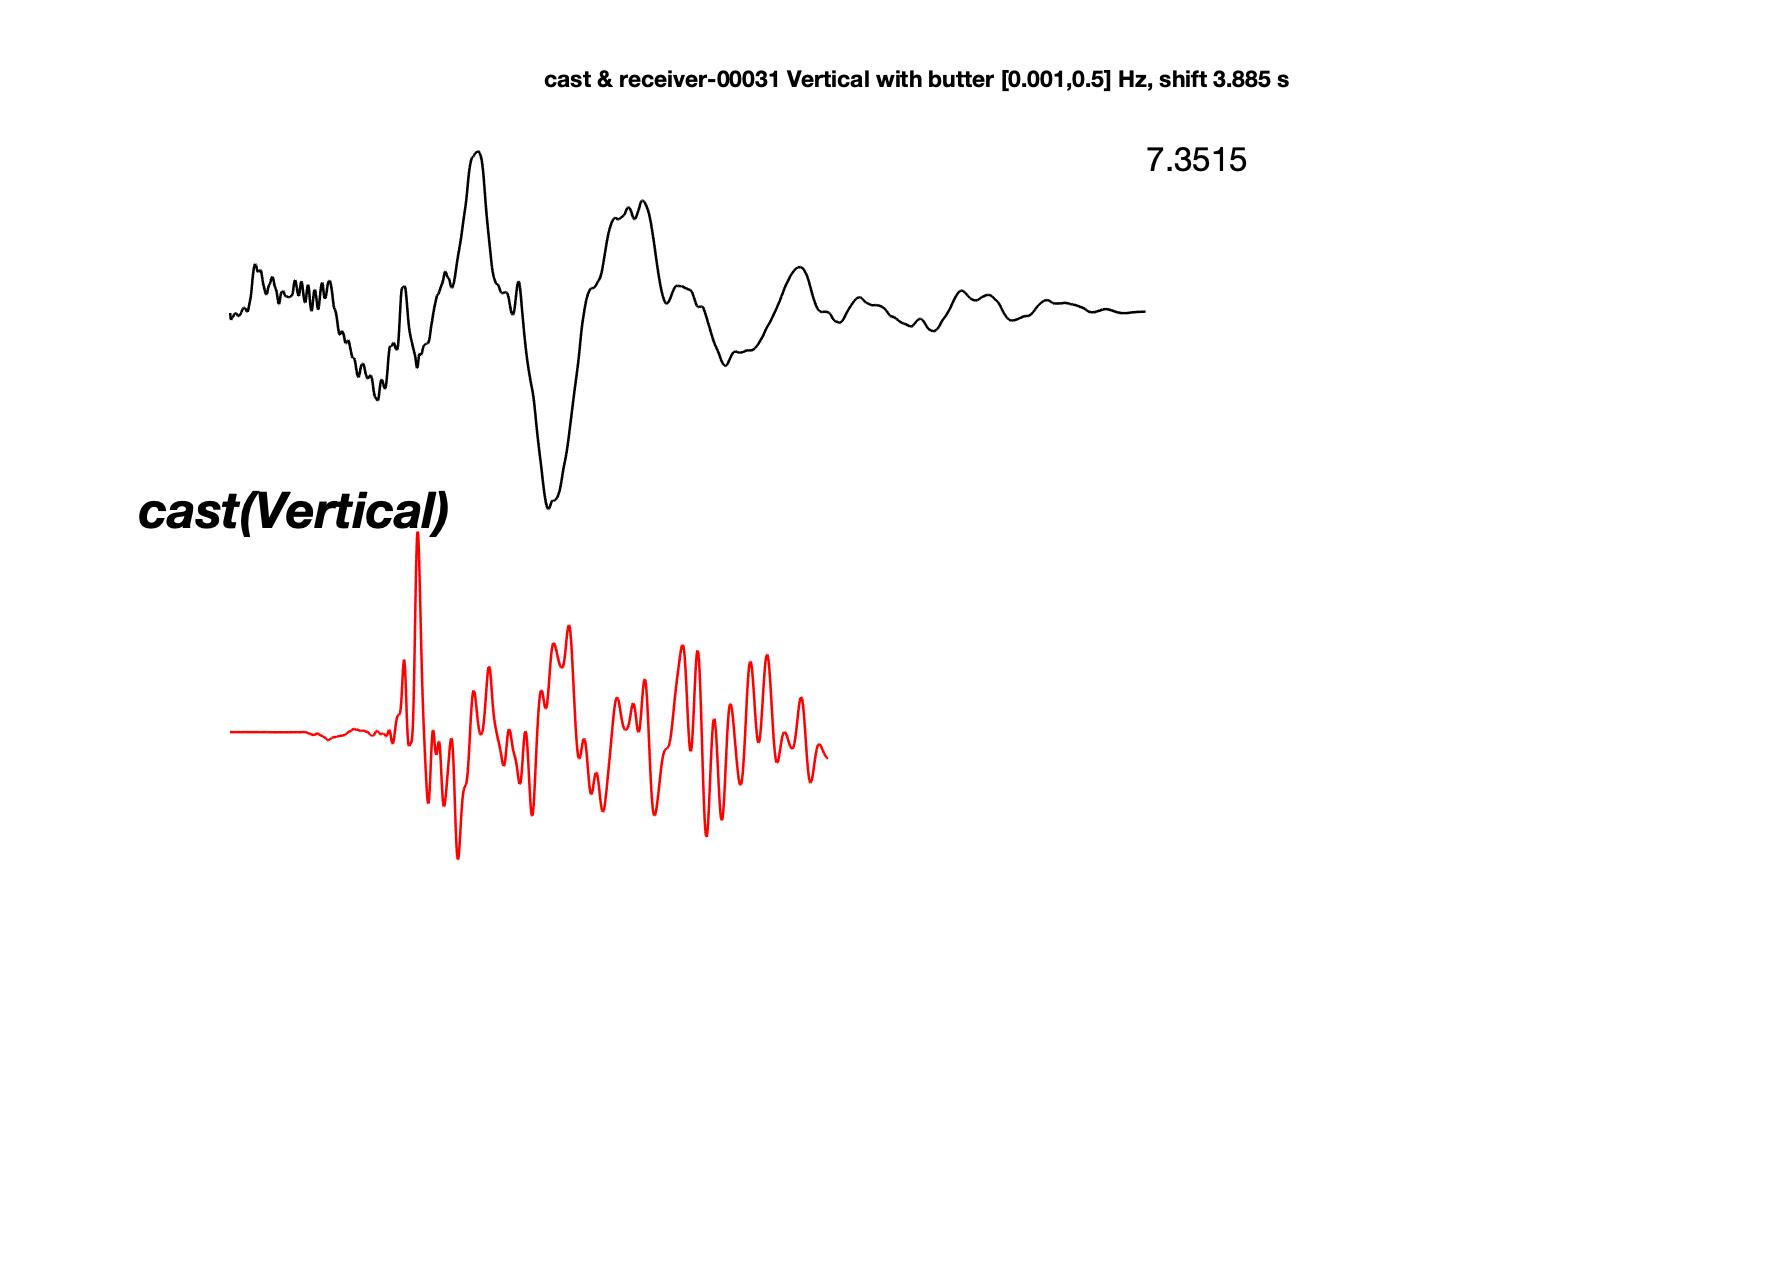 cast & receiver-00031 Vertical with butter [0.001,0.5] Hz, shift 3.885 s
7.3515
cast(Vertical)